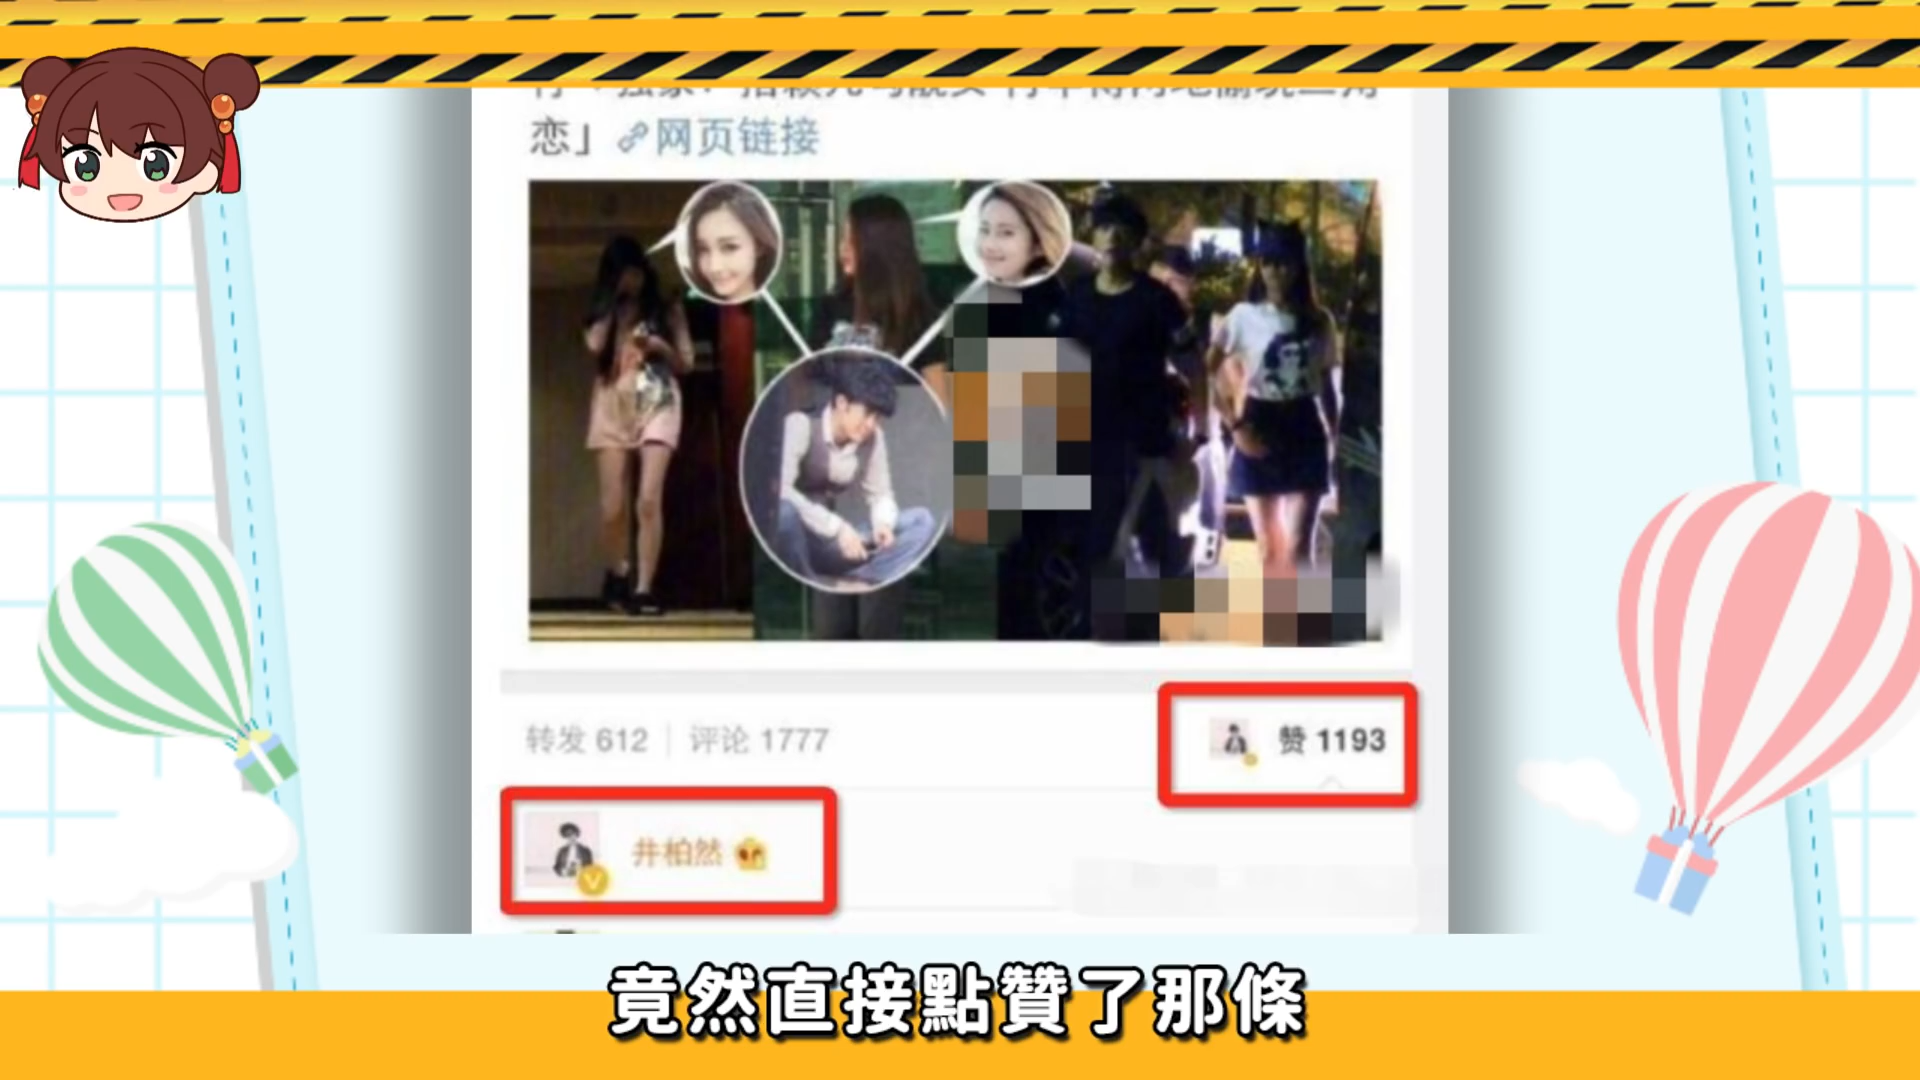 恋」网页链接
转发 612 评论 1777
赞 1193
井柏然
竟然直接點贊了那條